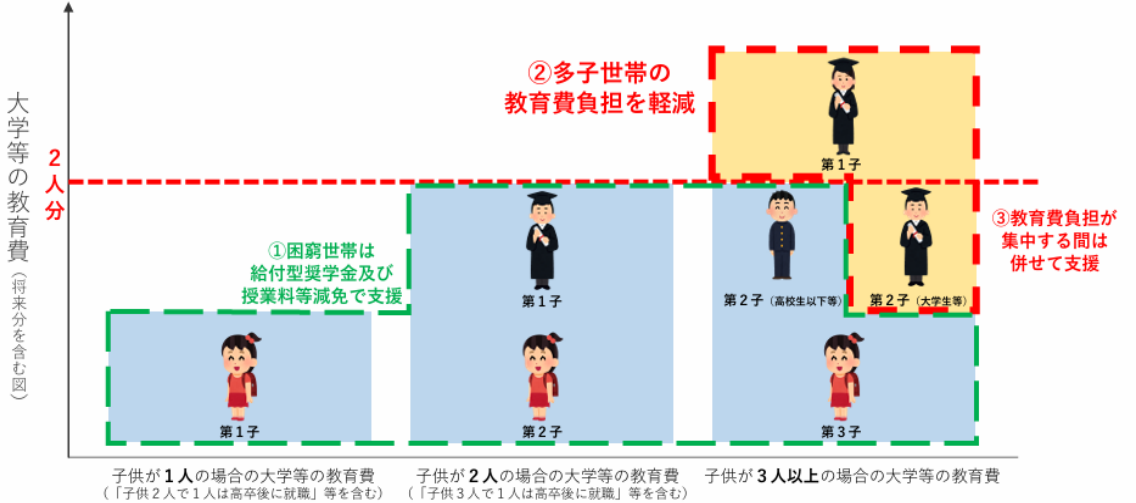 大学等の教育費（将来分を含む図）
2人分
②多子世帯の
教育費負担を軽減
第１子
①困窮世帯は
給付型奨学金及び
授業料等減免で支援
第１子
第２子（高校生以下等）
第２子（大学生等）
③教育費負担が
集中する間は
併せて支援
第１子
第２子
第３子
子供が１人の場合の大学等の教育費
（「子供２人で１人は高卒後に就職」等を含む）
子供が２人の場合の大学等の教育費
（「子供３人で１人は高卒後に就職」等を含む）
子供が３人以上の場合の大学等の教育費